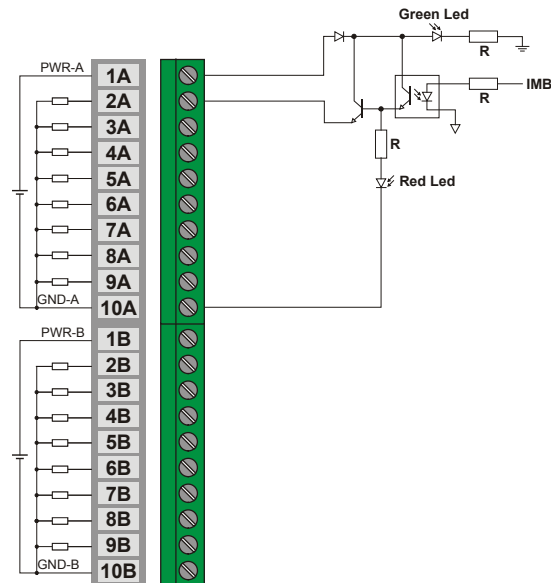 Green Led
R
PWR-A
1A
IMB
R
2A
3A
R
4A
5A
Red Led
6A
7A
8A
9A
GND-A
10A
PWR-B
1B
2B
3B
4B
5B
6B
7B
8B
9B
GND-B
10B